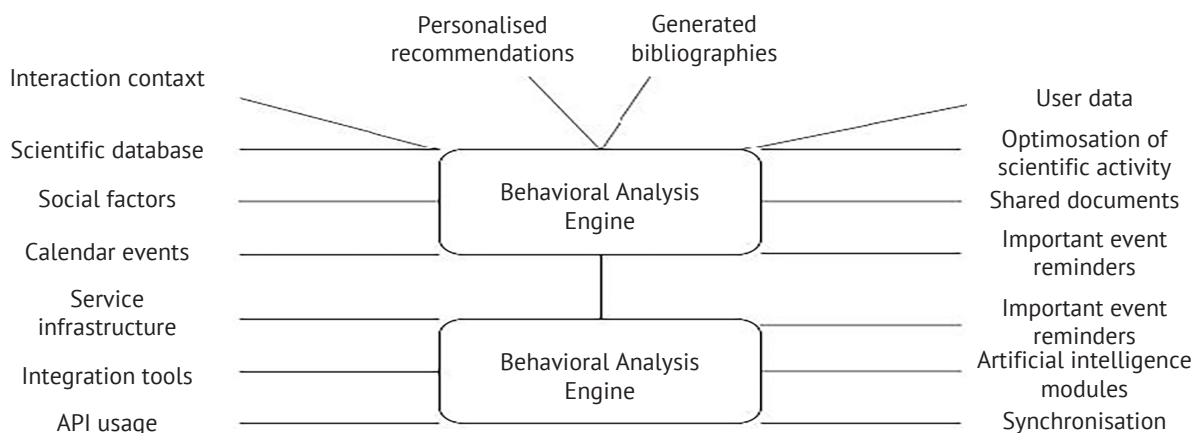 Personalised
recommendations
Generated
bibliographies
Interaction contaxt
User data
Scientific database
Optimosation of
scientific activity
Behavioral Analysis
Engine
Social factors
Shared documents
Calendar events
Important event
reminders
Service
infrastructure
Important event
reminders
Behavioral Analysis
Engine
Integration tools
Artificial intelligence
modules
API usage
Synchronisation